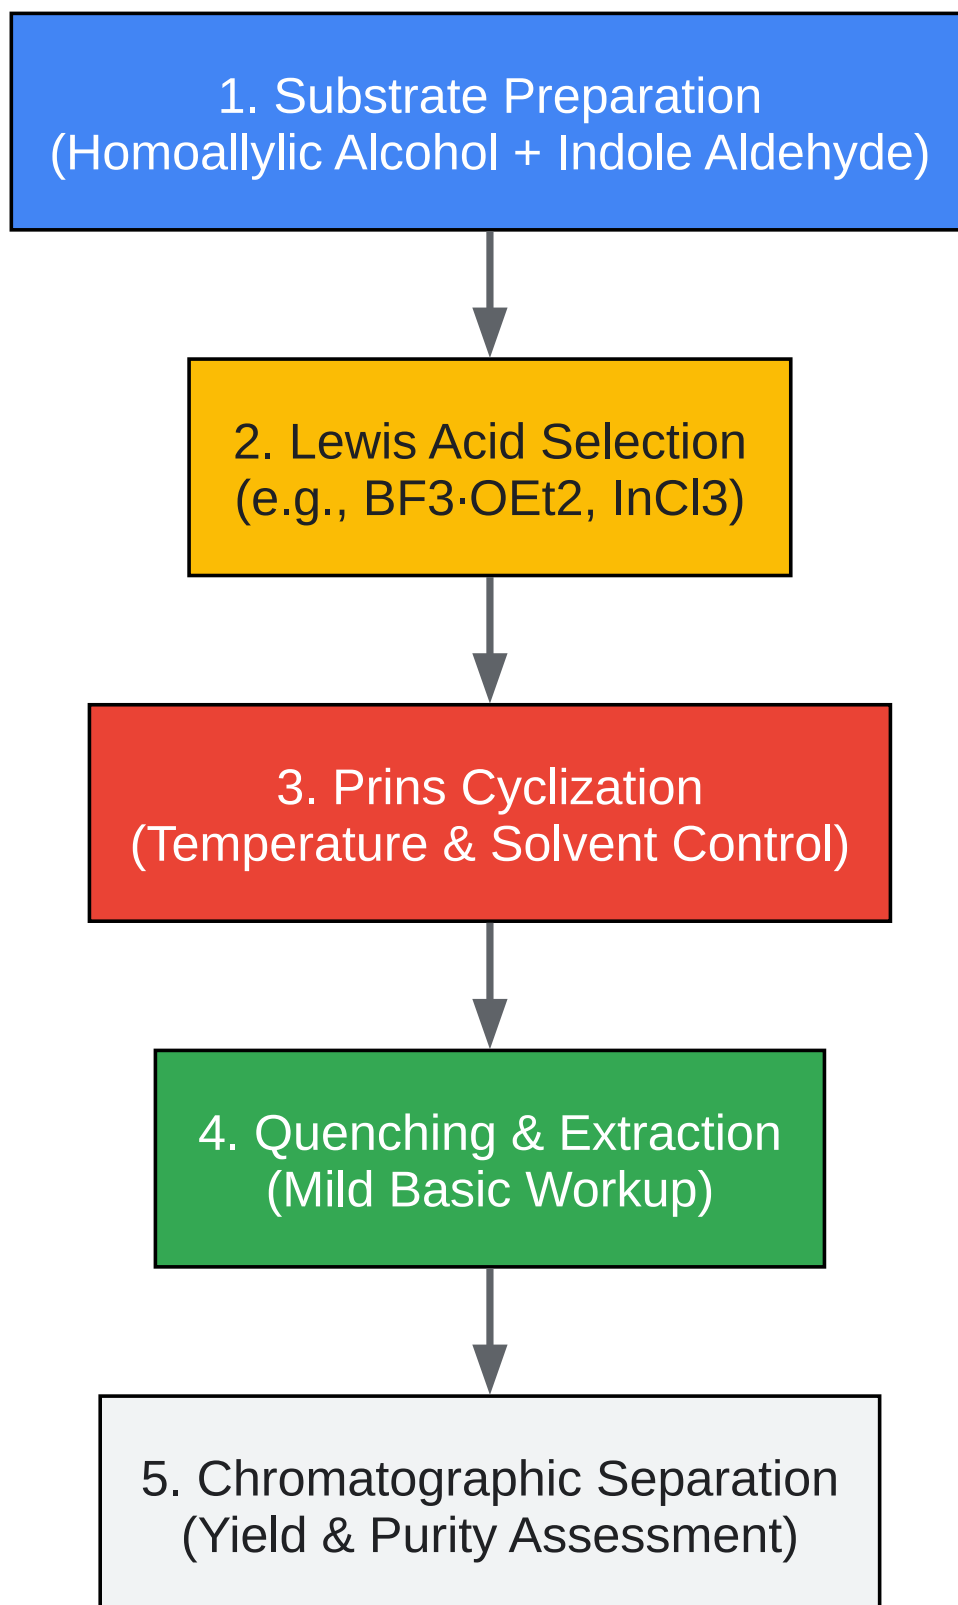 1. Substrate Preparation
(Homoallylic Alcohol + Indole Aldehyde)
2. Lewis Acid Selection
(e.g., BF3·OEt2, InCl3)
3. Prins Cyclization
(Temperature & Solvent Control)
4. Quenching & Extraction
(Mild Basic Workup)
5. Chromatographic Separation
(Yield & Purity Assessment)